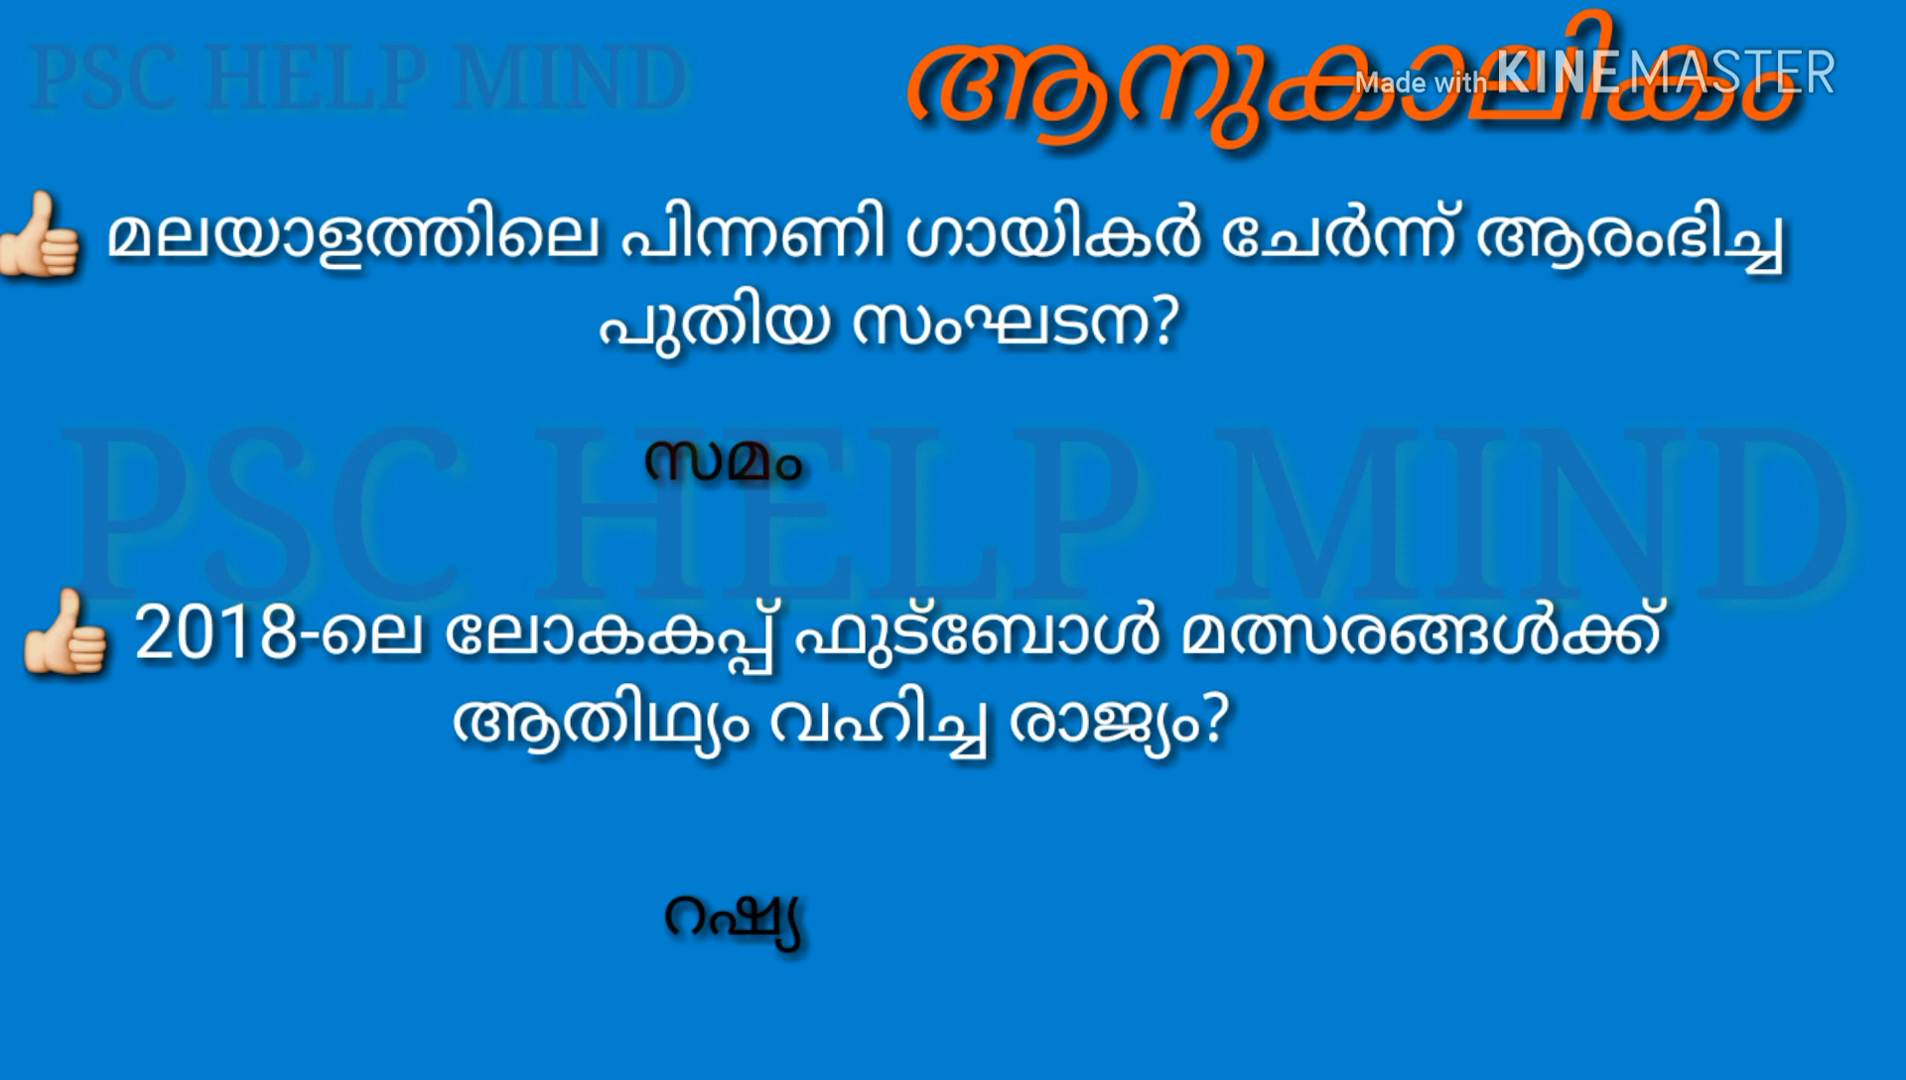 PSC HELP MIND
ആനുകാലികം
Made with KINEMASTER
മലയാളത്തിലെ പിന്നണി ഗായികർ ചേർന്ന് ആരംഭിച്ച
പുതിയ സംഘടന?
സമം
PSC HELP MIND
2018-ലെ ലോകകപ്പ് ഫുട്ബോൾ മത്സരങ്ങൾക്ക്
ആതിഥ്യം വഹിച്ച രാജ്യം?
റഷ്യ